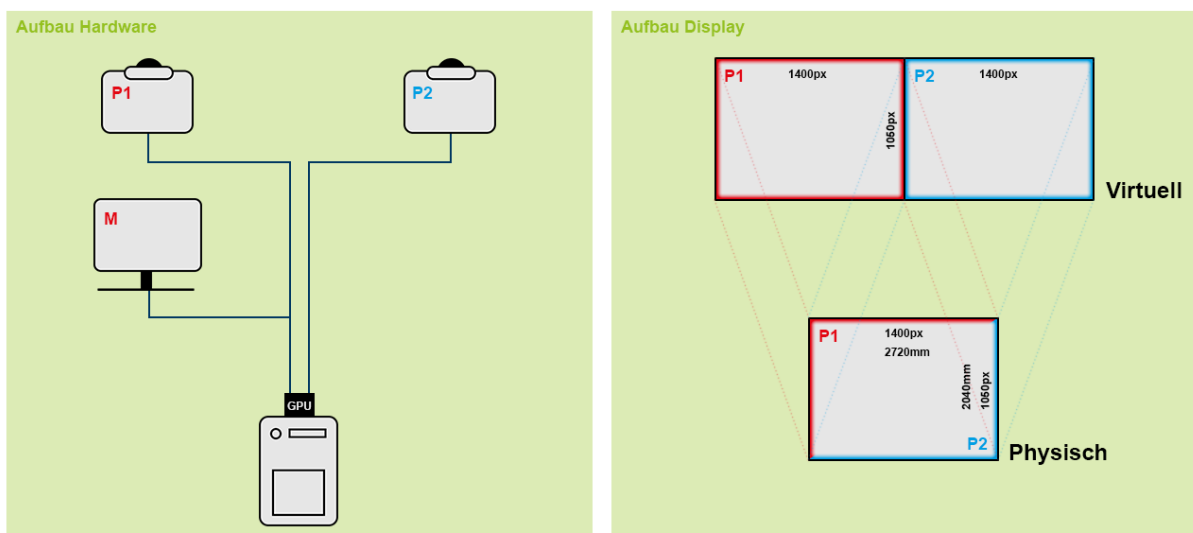 Aufbau Hardware
P1
P2
M
GPU
Aufbau Display
P1
1400px
P2
1400px
1050px
Virtuell
P1
1400px
2720mm
2040mm
1050px
P2
Physisch